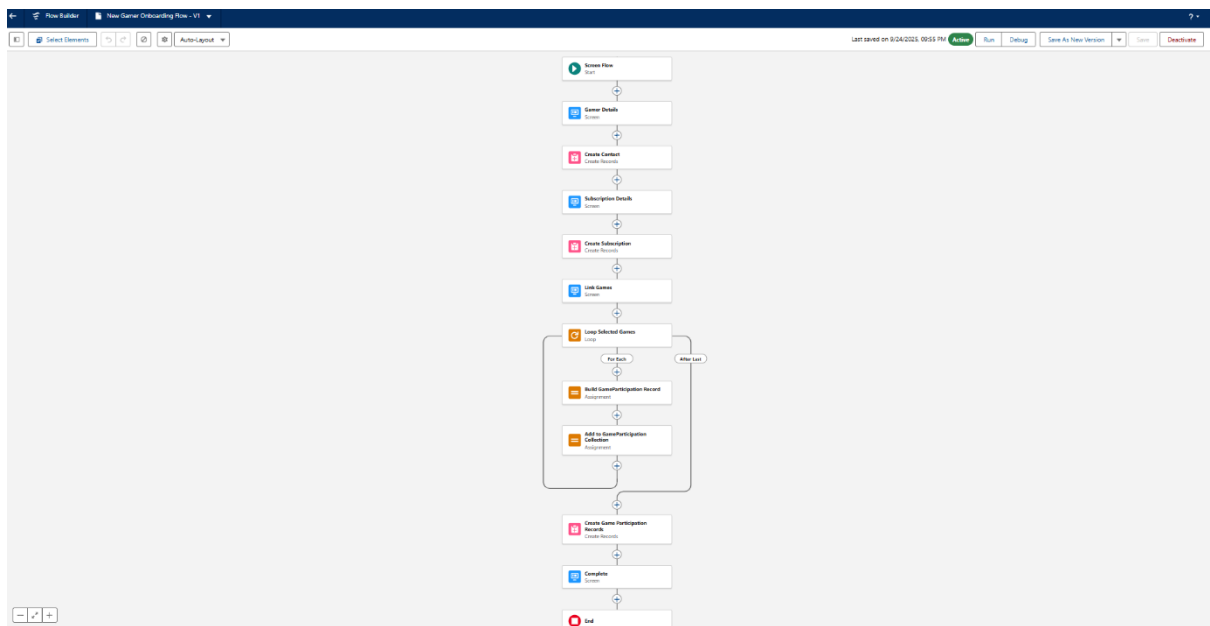 Flow Builder
New Gamer Onboarding Flow - V1
?
Select Elements
Auto-Layout
Last saved on 9/24/2025, 09:55 PM
Active
Run
Debug
Save As New Version
Save
Deactivate
Screen Flow
Start
Gamer Details
Screen
Create Contact
Create Records
Subscription Details
Screen
Create Subscription
Create Records
Link Games
Screen
Loop Selected Games
Loop
For Each
After Last
Build GameParticipation Record
Assignment
Add to GameParticipation
Collection
Assignment
Create Game Participation
Records
Create Records
Complete
Screen
End